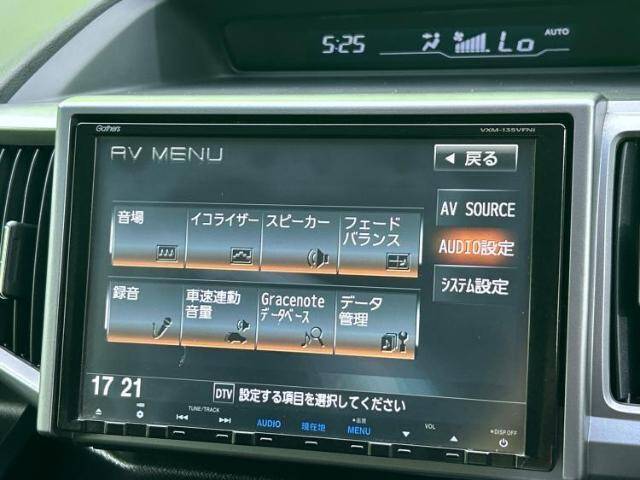 5:25 Lo AUTO
Gathers VXM-135VFNi
AV MENU
戻る
AV SOURCE
音場 イコライザー スピーカー フェード
バランス
AUDIO設定
録音 車速連動
音量 Gracenote
データベース データ
管理
システム設定
17 21 DTV 設定する項目を選択してください
TUNE/TRACK AUDIO 現在地 MENU VOL DISP OFF